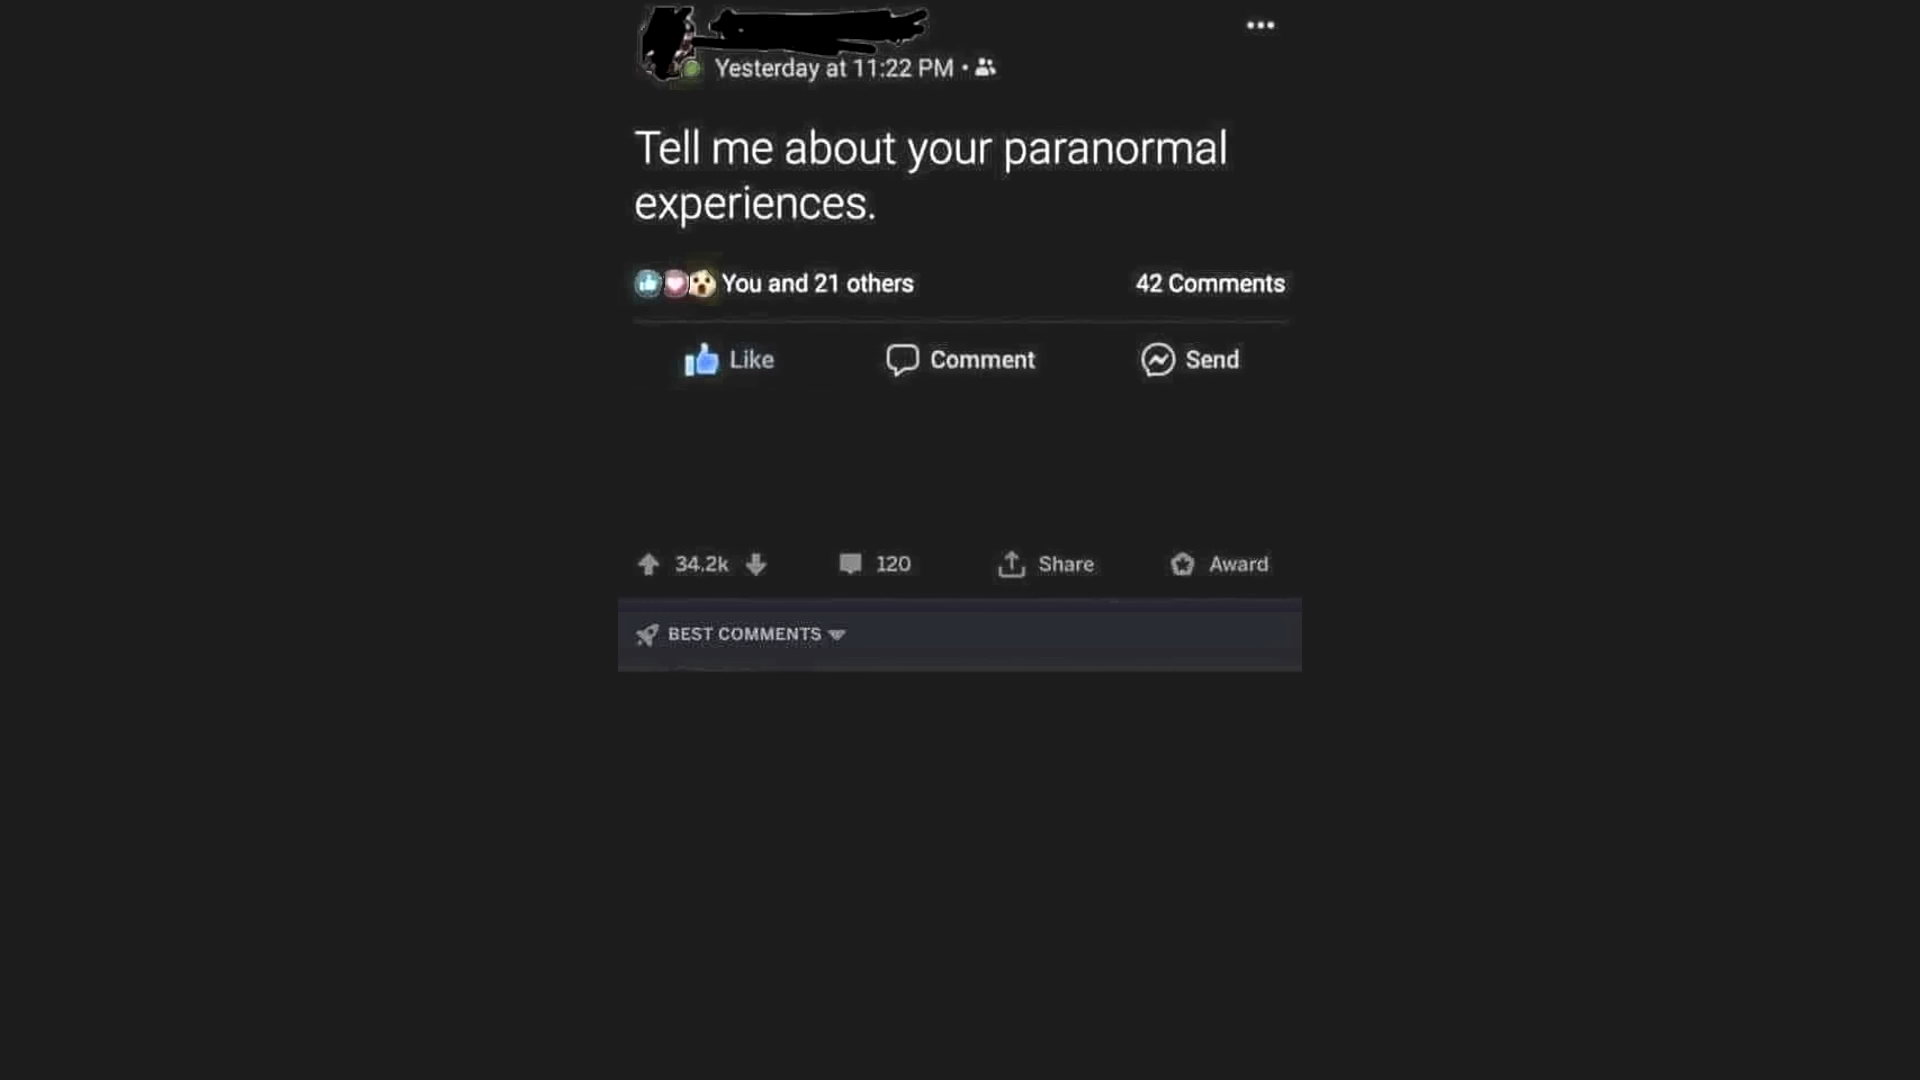 Yesterday at 11:22 PM •
Tell me about your paranormal
experiences.
You and 21 others 42 Comments
Like Comment Send
34.2k 120 Share Award
BEST COMMENTS